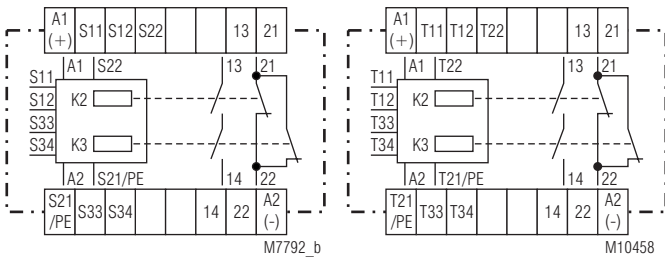 A1 (+) S11 S12 S22 13 21
A1 S22 13 21
S11
S12 K2
S33
S34 K3
A2 S21/PE 14 22
S21 /PE S33 S34 14 22 A2 (-)
M7792_b
A1 (+) T11 T12 T22 13 21
A1 T22 13 21
T11
T12 K2
T33
T34 K3
A2 T21/PE 14 22
T21 /PE T33 T34 14 22 A2 (-)
M10458